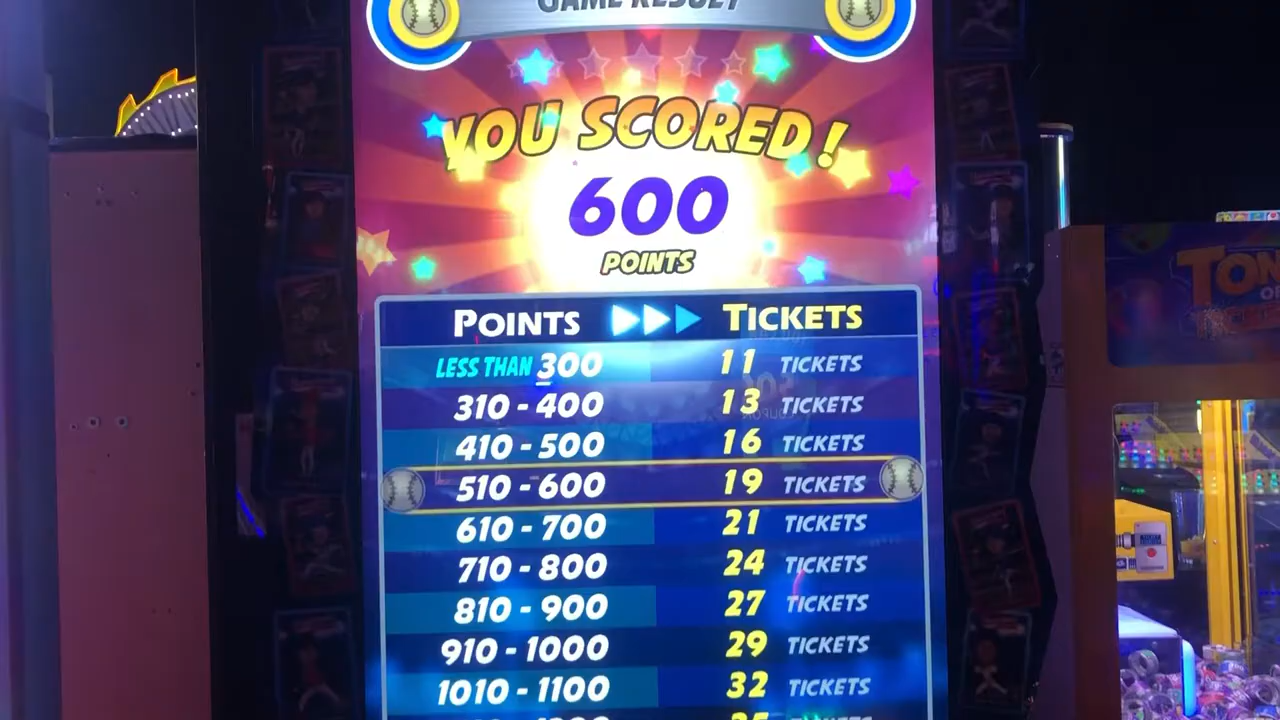 GAME RESULT
YOU SCORED!
600
POINTS
POINTS TICKETS
LESS THAN 300 11 TICKETS
310 - 400 13 TICKETS
410 - 500 16 TICKETS
510 - 600 19 TICKETS
610 - 700 21 TICKETS
710 - 800 24 TICKETS
810 - 900 27 TICKETS
910 - 1000 29 TICKETS
1010 - 1100 32 TICKETS
TON